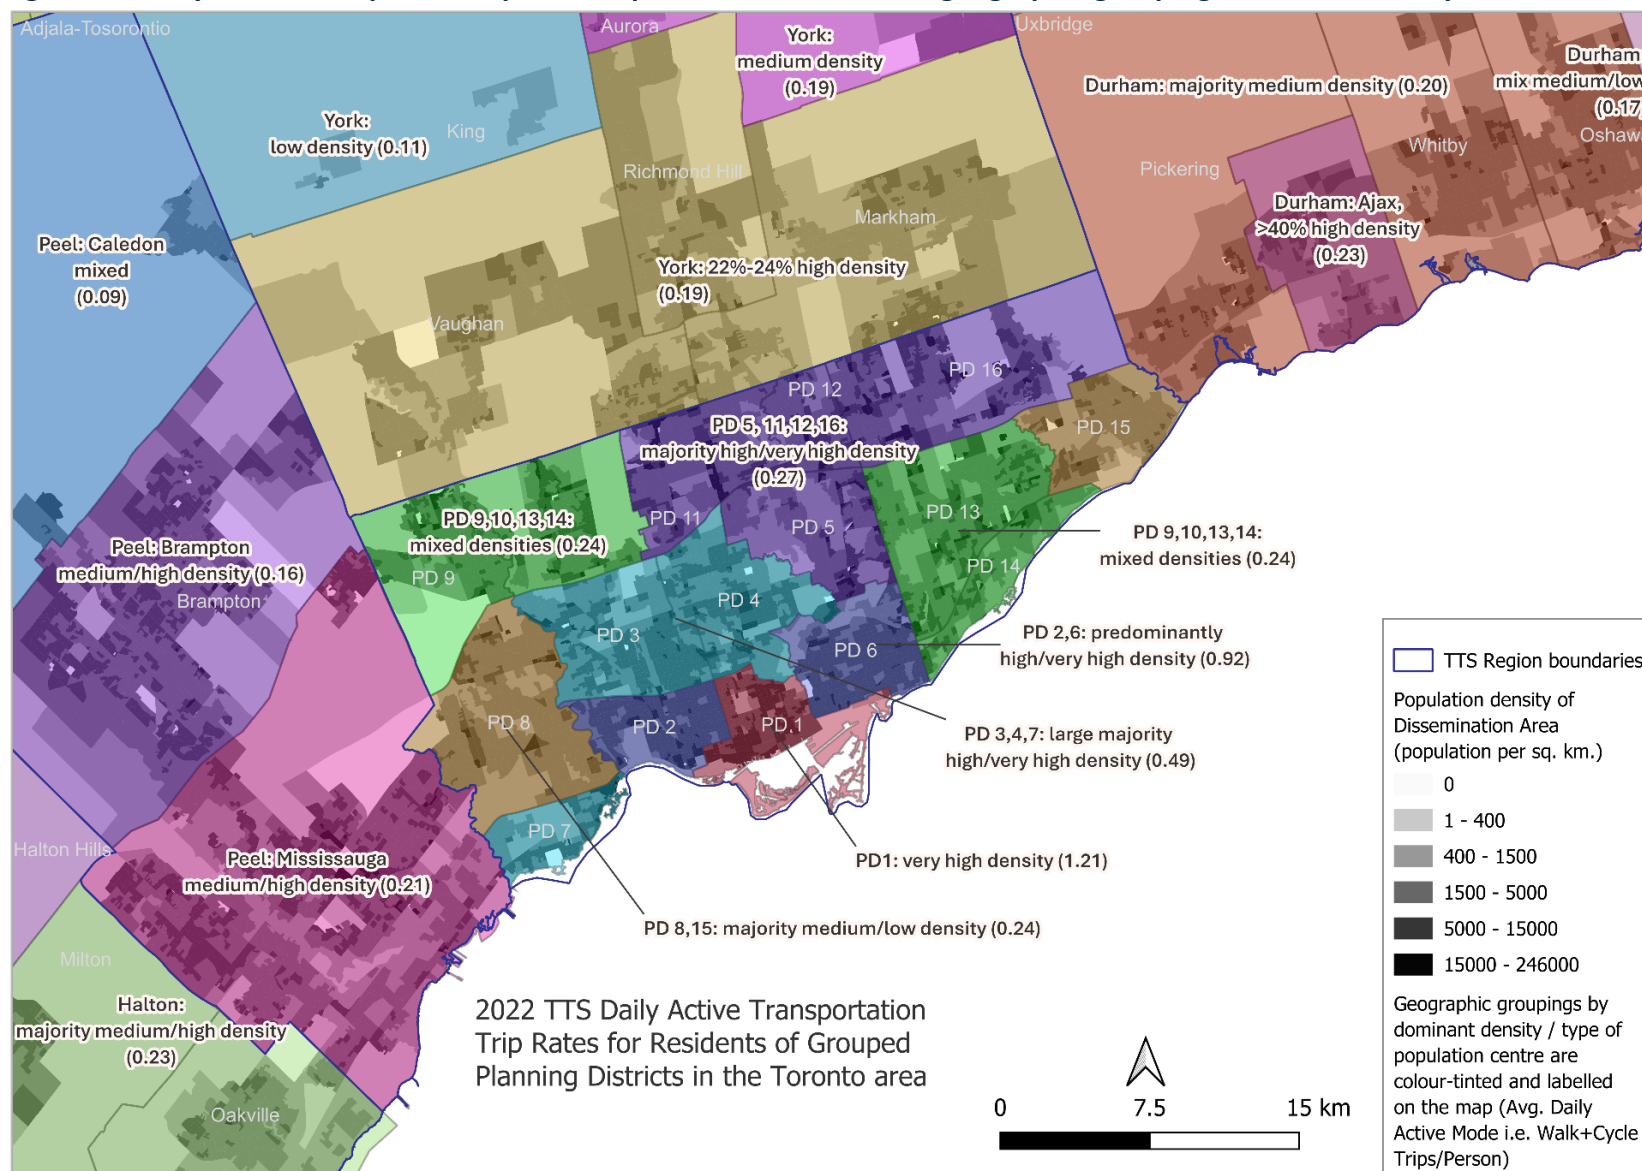 Adjala-Tosorontio
Aurora
Uxbridge
York:
medium density
(0.19)
Durham: majority medium density (0.20)
Durham:
mix medium/low
(0.17
York:
low density (0.11)
King
Richmond Hill
Markham
Pickering
Whitby
Oshaw
Durham: Ajax,
>40% high density
(0.23)
Peel: Caledon
mixed
(0.09)
York: 22%-24% high density
(0.19)
Vaughan
PD 12
PD 16
PD 15
PD 5, 11,12,16:
majority high/very high density
(0.27)
PD 11
PD 5
PD 13
PD 14
PD 9,10,13,14:
mixed densities (0.24)
PD 9
PD 9,10,13,14:
mixed densities (0.24)
Peel: Brampton
medium/high density (0.16)
Brampton
PD 4
PD 3
PD 6
PD 2,6: predominantly
high/very high density (0.92)
PD 8
PD 2
PD 1
PD 3,4,7: large majority
high/very high density (0.49)
PD 7
PD1: very high density (1.21)
PD 8,15: majority medium/low density (0.24)
Halton Hills
Peel: Mississauga
medium/high density (0.21)
Milton
Halton:
majority medium/high density
(0.23)
Oakville
2022 TTS Daily Active Transportation
Trip Rates for Residents of Grouped
Planning Districts in the Toronto area
0 7.5 15 km
TTS Region boundaries
Population density of
Dissemination Area
(population per sq. km.)
0
1 - 400
400 - 1500
1500 - 5000
5000 - 15000
15000 - 246000
Geographic groupings by
dominant density / type of
population centre are
colour-tinted and labelled
on the map (Avg. Daily
Active Mode i.e. Walk+Cycle
Trips/Person)